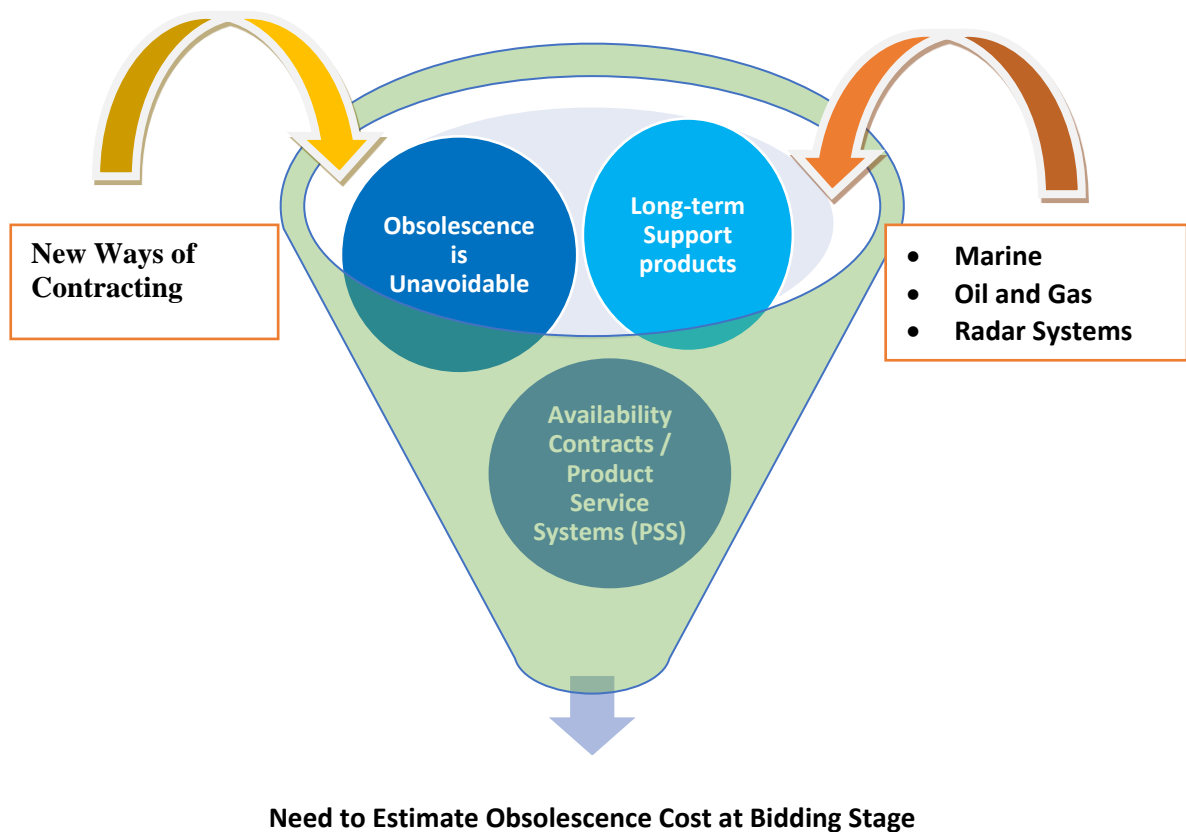 New Ways of
Contracting
Obsolescence
is
Unavoidable
Long-term
Support
products
• Marine
• Oil and Gas
• Radar Systems
Availability
Contracts /
Product
Service
Systems (PSS)
Need to Estimate Obsolescence Cost at Bidding Stage